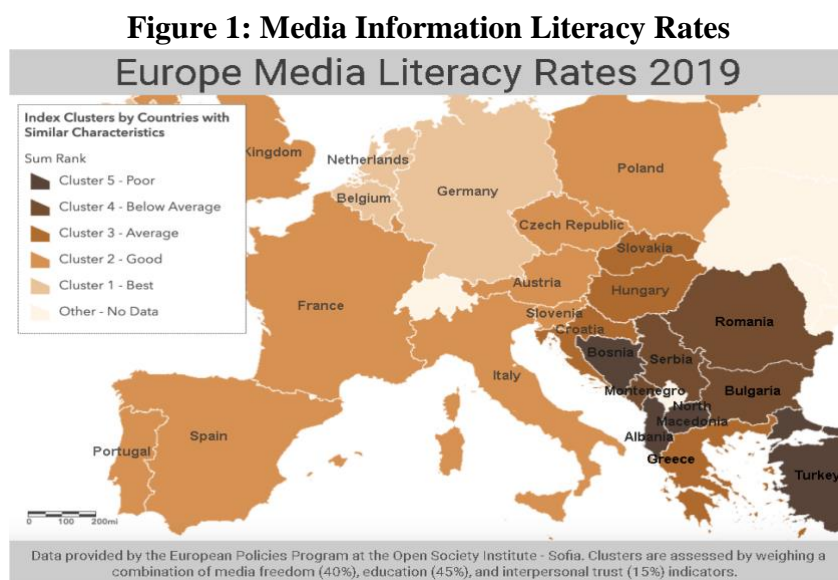 Figure 1: Media Information Literacy Rates
Europe Media Literacy Rates 2019
Index Clusters by Countries with
Similar Characteristics
Sum Rank
Cluster 5 - Poor
Cluster 4 - Below Average
Cluster 3 - Average
Cluster 2 - Good
Cluster 1 - Best
Other - No Data
Kingdom
Netherlands
Belgium
Germany
Poland
Czech Republic
Slovakia
France
Austria
Hungary
Slovenia
Croatia
Romania
Bosnia
Serbia
Italy
Montenegro
Bulgaria
North
Macedonia
Albania
Portugal
Spain
Greece
Turkey
0 100 200mi
Data provided by the European Policies Program at the Open Society Institute - Sofia. Clusters are assessed by weighing a
combination of media freedom (40%), education (45%), and interpersonal trust (15%) indicators.